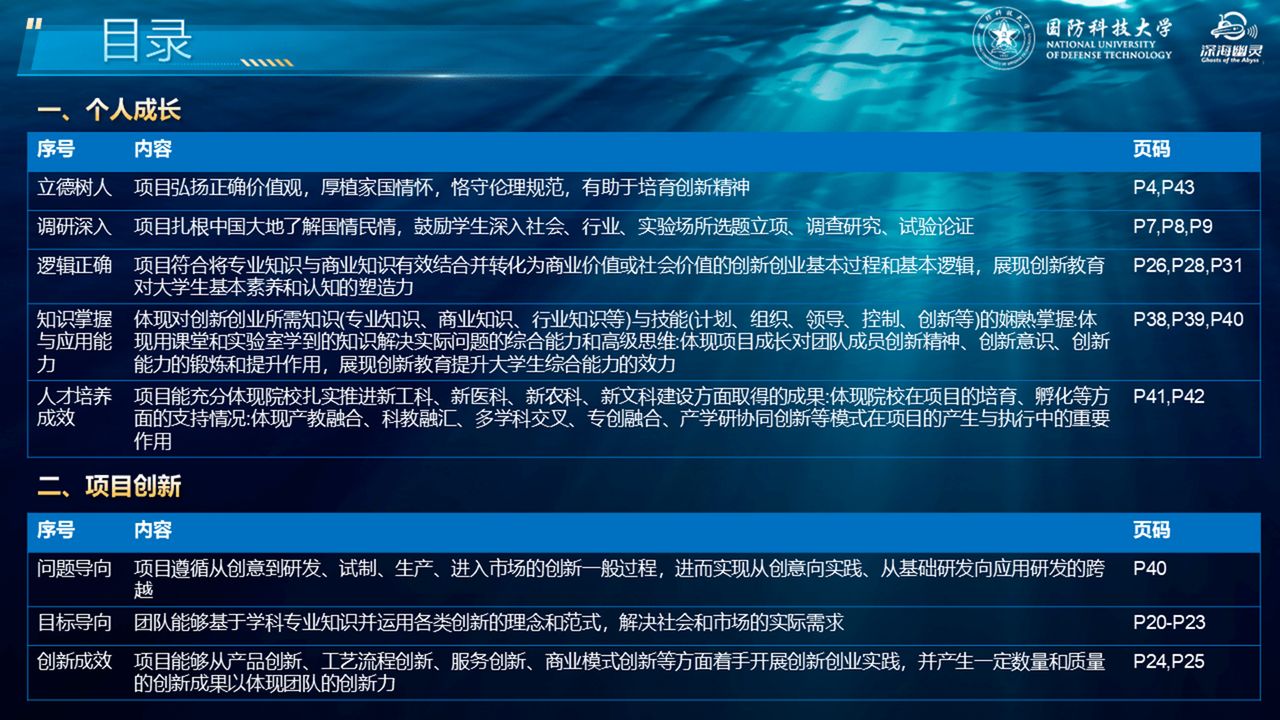 目录
国防科技大学
NATIONAL UNIVERSITY
OF DEFENSE TECHNOLOGY
深海幽灵
Ghosts of the Abyss
一、个人成长
序号 内容 页码
立德树人 项目弘扬正确价值观，厚植家国情怀，恪守伦理规范，有助于培育创新精神 P4,P43
调研深入 项目扎根中国大地了解国情民情，鼓励学生深入社会、行业、实验场所选题立项、调查研究、试验论证 P7,P8,P9
逻辑正确 项目符合将专业知识与商业知识有效结合并转化为商业价值或社会价值的创新创业基本过程和基本逻辑，展现创新教育 P26,P28,P31
对大学生基本素养和认知的塑造力
知识掌握 体现对创新创业所需知识(专业知识、商业知识、行业知识等)与技能(计划、组织、领导、控制、创新等)的娴熟掌握:体 P38,P39,P40
与应用能 现用课堂和实验室学到的知识解决实际问题的综合能力和高级思维:体现项目成长对团队成员创新精神、创新意识、创新
力 能力的锻炼和提升作用，展现创新教育提升大学生综合能力的效力
人才培养 项目能充分体现院校扎实推进新工科、新医科、新农科、新文科建设方面取得的成果:体现院校在项目的培育、孵化等方 P41,P42
成效 面的支持情况:体现产教融合、科教融汇、多学科交叉、专创融合、产学研协同创新等模式在项目的产生与执行中的重要
作用
二、项目创新
序号 内容 页码
问题导向 项目遵循从创意到研发、试制、生产、进入市场的创新一般过程，进而实现从创意向实践、从基础研发向应用研发的跨 P40
越
目标导向 团队能够基于学科专业知识并运用各类创新的理念和范式，解决社会和市场的实际需求 P20-P23
创新成效 项目能够从产品创新、工艺流程创新、服务创新、商业模式创新等方面着手开展创新创业实践，并产生一定数量和质量 P24,P25
的创新成果以体现团队的创新力